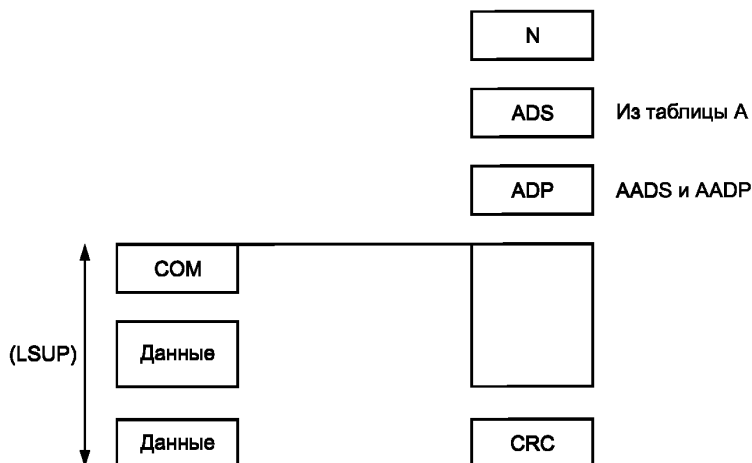 N
ADS Из таблицы А
ADP AADS и AADP
COM
(LSUP) Данные
Данные CRC